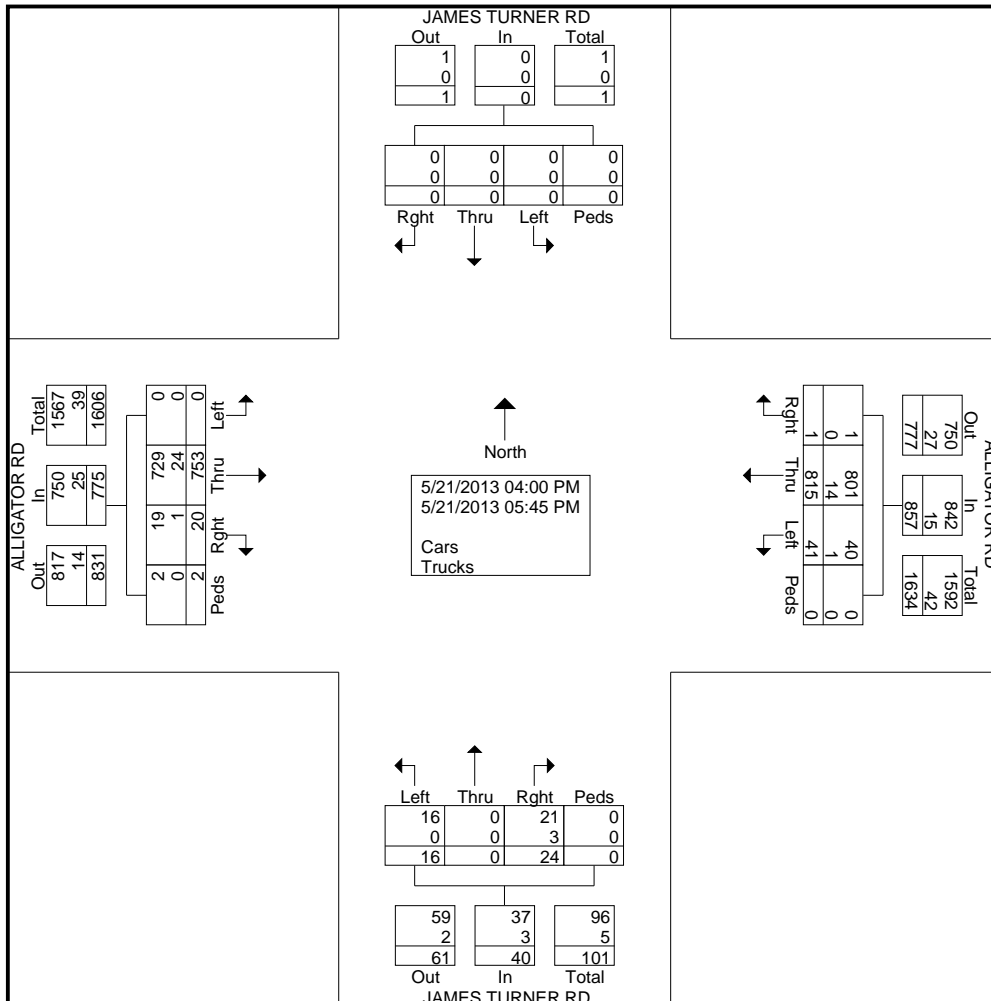 JAMES TURNER RD
Out In Total
1 0 1
0 0 0
1 0 1
0 0 0 0
0 0 0 0
0 0 0 0
Rght Thru Left Peds
ALLIGATOR RD
Total In Out
1567 750 817
39 25 14
1606 775 831
0 729 19 2
0 24 1 0
0 753 20 2
Left Thru Rght Peds
North
5/21/2013 04:00 PM
5/21/2013 05:45 PM
Cars
Trucks
Rght Thru Left Peds
1 801 40 0
0 14 1 0
1 815 41 0
Out In Total
750 842 1592
27 15 42
777 857 1634
ALLIGATOR RD
Left Thru Rght Peds
16 0 21 0
0 0 3 0
16 0 24 0
59 37 96
2 3 5
61 40 101
Out In Total
JAMES TURNER RD